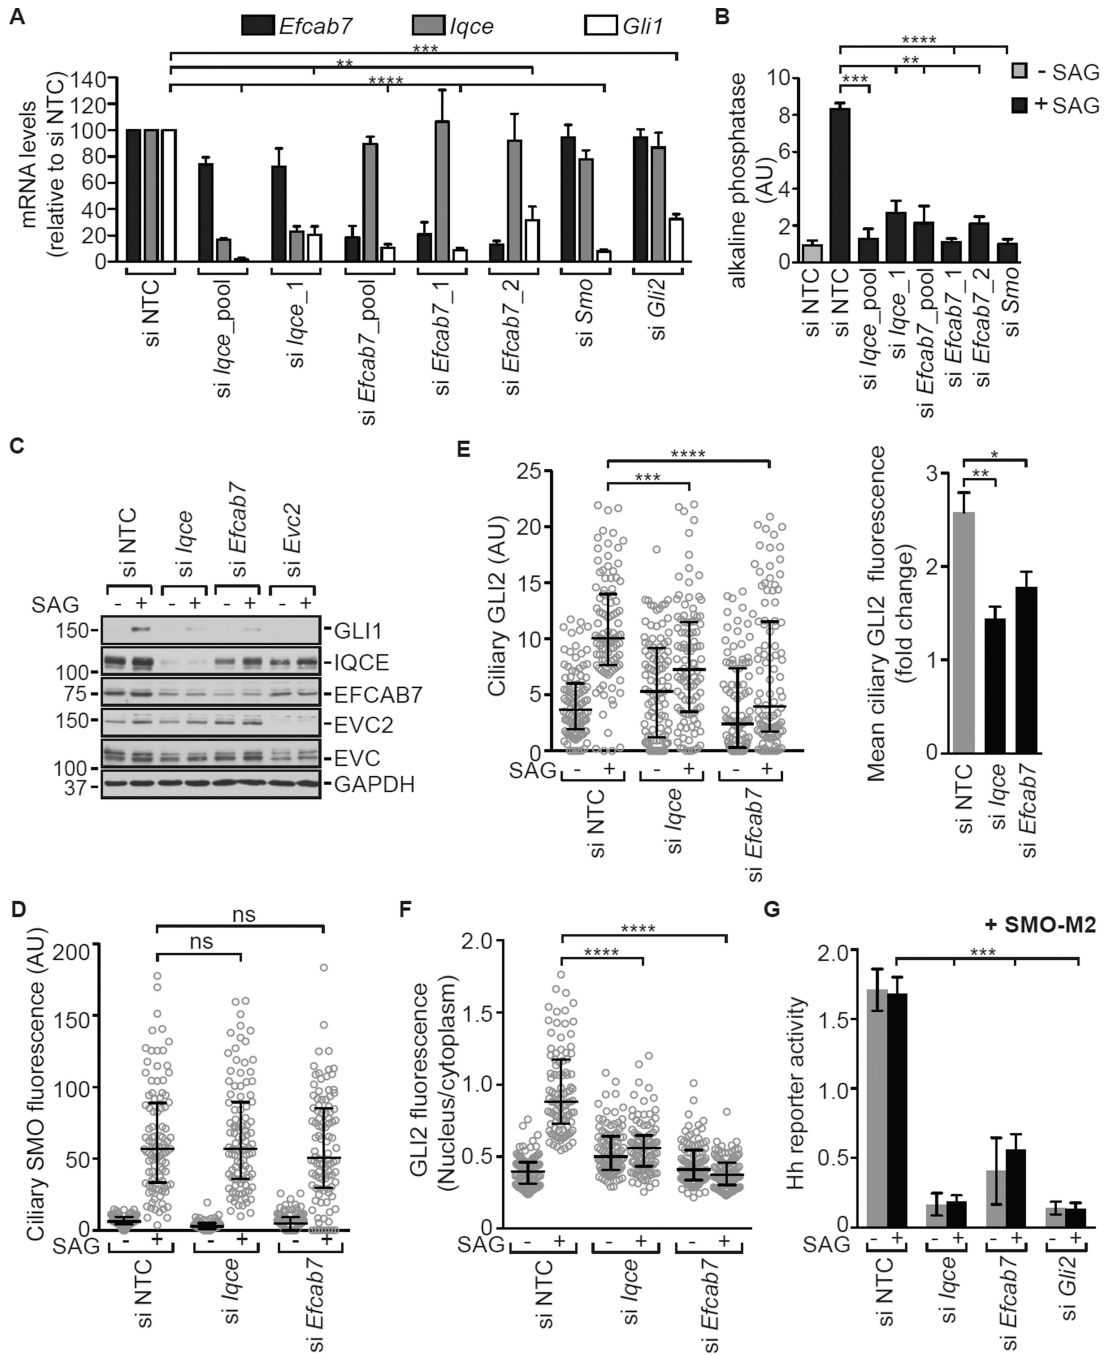 A
Efcab7 Iqce Gli1
***
**
****
mRNA levels
(relative to si NTC)
140
120
100
80
60
40
20
0
si NTC
si Iqce_pool
si Iqce_1
si Efcab7_pool
si Efcab7_1
si Efcab7_2
si Smo
si Gli2
B
****
**
***
- SAG
+ SAG
alkaline phosphatase
(AU)
10
8
6
4
2
0
si NTC
si NTC
si Iqce_pool
si Iqce_1
si Efcab7_pool
si Efcab7_1
si Efcab7_2
si Smo
C
si NTC
si Iqce
si Efcab7
si Evc2
SAG - + - + - + - +
150 GLI1
100 IQCE
75 EFCAB7
150 EVC2
100 EVC
37 GAPDH
E
****
***
Ciliary GLI2 (AU)
25
20
15
10
5
0
SAG - + - + - +
si NTC
si Iqce
si Efcab7
*
**
Mean ciliary GLI2 fluorescence
(fold change)
3
2
1
0
si NTC
si Iqce
si Efcab7
D
ns
ns
Ciliary SMO fluorescence (AU)
200
150
100
50
0
SAG - + - + - +
si NTC
si Iqce
si Efcab7
F
****
****
GLI2 fluorescence
(Nucleus/cytoplasm)
2.0
1.5
1.0
0.5
0
SAG - + - + - +
si NTC
si Iqce
si Efcab7
G
+ SMO-M2
***
Hh reporter activity
2.0
1.5
1.0
0.5
0.0
SAG - + - + - + - +
si NTC
si Iqce
si Efcab7
si Gli2